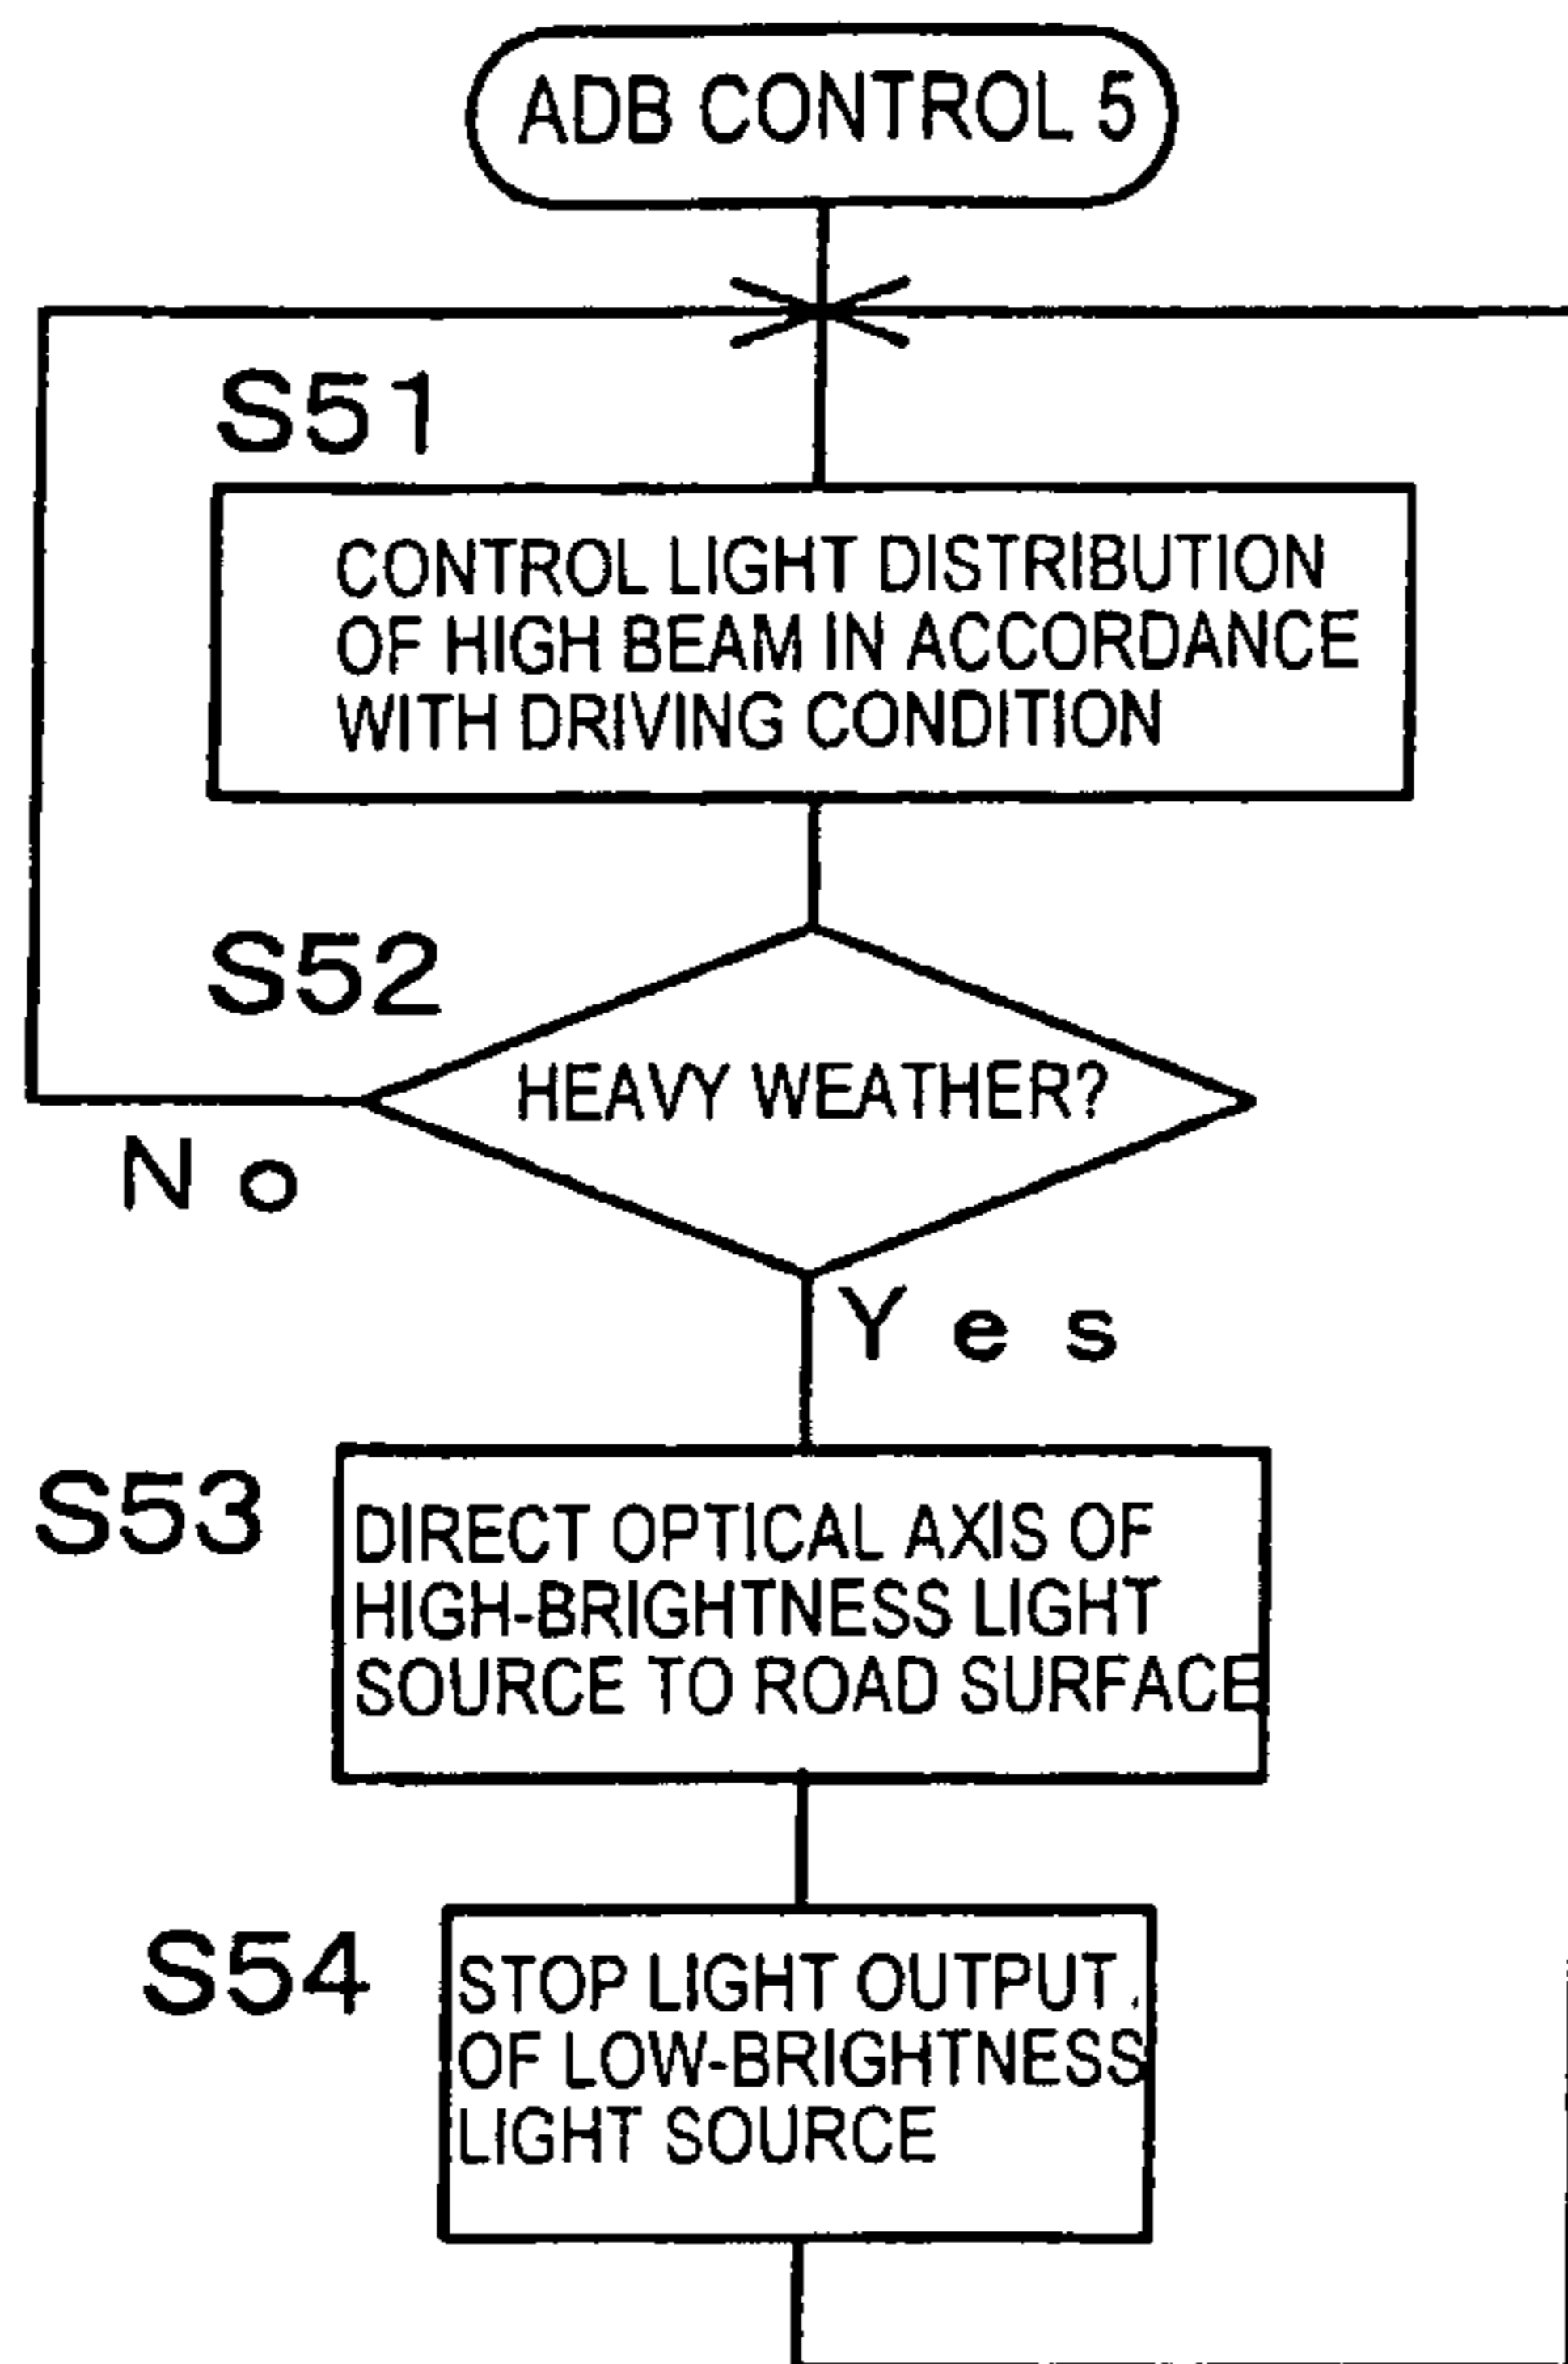 ADB CONTROL 5
S51
CONTROL LIGHT DISTRIBUTION
OF HIGH BEAM IN ACCORDANCE
WITH DRIVING CONDITION
S52
HEAVY WEATHER?
No
Yes
S53
DIRECT OPTICAL AXIS OF
HIGH-BRIGHTNESS LIGHT
SOURCE TO ROAD SURFACE
S54
STOP LIGHT OUTPUT
OF LOW-BRIGHTNESS
LIGHT SOURCE